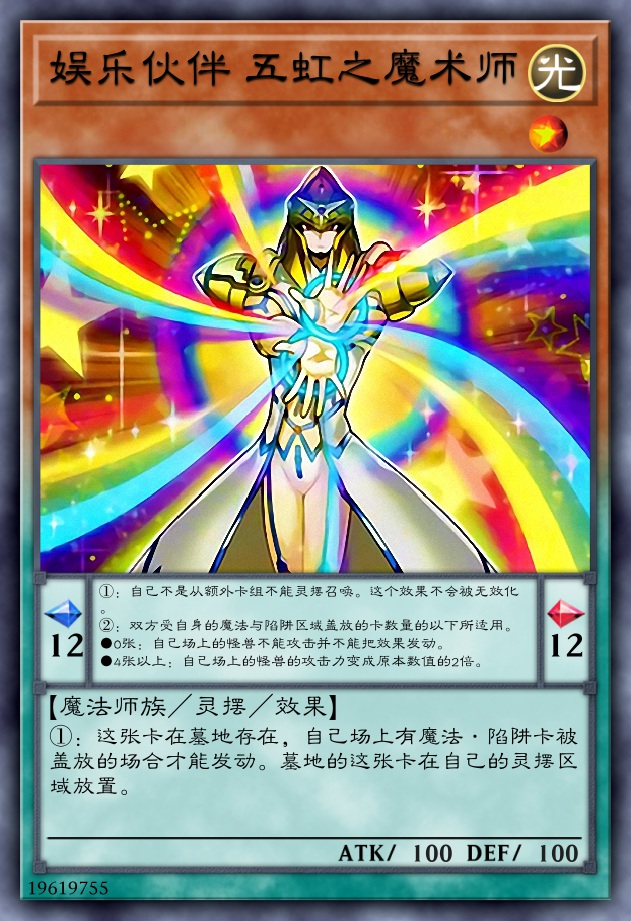 娱乐伙伴 五虹之魔术师
光
①：自己不是从额外卡组不能灵摆召唤。这个效果不会被无效化
。
②：双方受自身的魔法与陷阱区域盖放的卡数量的以下所适用。
●0张：自己场上的怪兽不能攻击并不能把效果发动。
●4张以上：自己场上的怪兽的攻击力变成原本数值的2倍。
12
12
【魔法师族／灵摆／效果】
①：这张卡在墓地存在，自己场上有魔法·陷阱卡被
盖放的场合才能发动。墓地的这张卡在自己的灵摆区
域放置。
ATK/ 100 DEF/ 100
19619755